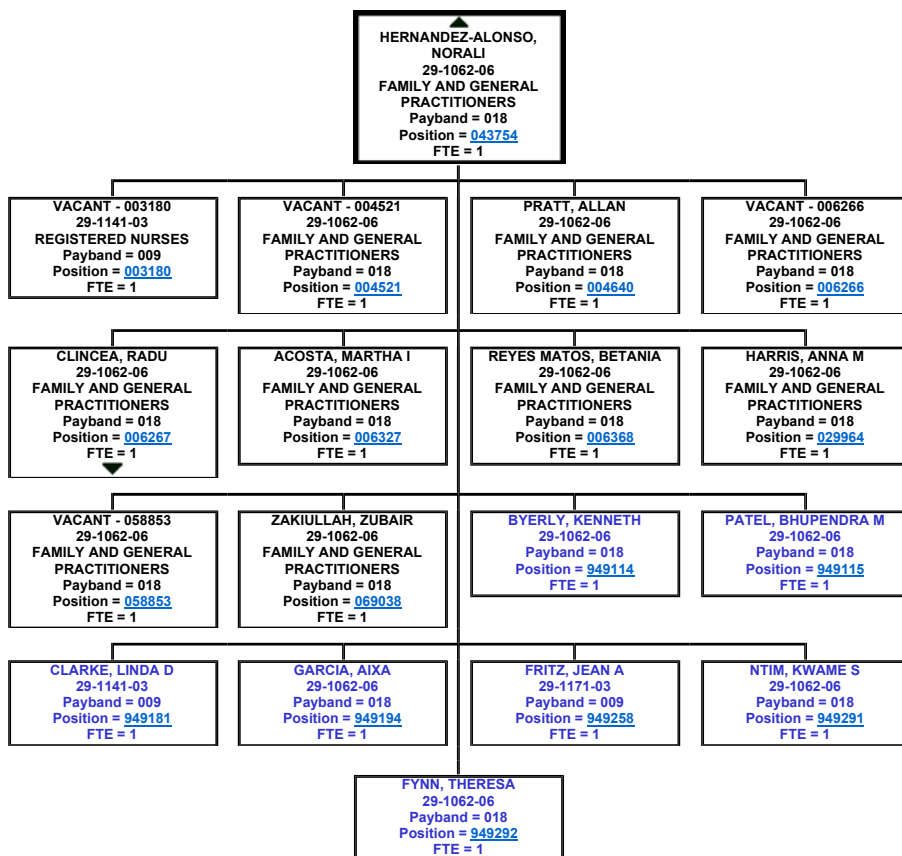 HERNANDEZ-ALONSO,
NORALI
29-1062-06
FAMILY AND GENERAL
PRACTITIONERS
Payband = 018
Position = 043754
FTE = 1
VACANT - 003180
29-1141-03
REGISTERED NURSES
Payband = 009
Position = 003180
FTE = 1
VACANT - 004521
29-1062-06
FAMILY AND GENERAL
PRACTITIONERS
Payband = 018
Position = 004521
FTE = 1
PRATT, ALLAN
29-1062-06
FAMILY AND GENERAL
PRACTITIONERS
Payband = 018
Position = 004640
FTE = 1
VACANT - 006266
29-1062-06
FAMILY AND GENERAL
PRACTITIONERS
Payband = 018
Position = 006266
FTE = 1
CLINCEA, RADU
29-1062-06
FAMILY AND GENERAL
PRACTITIONERS
Payband = 018
Position = 006267
FTE = 1
ACOSTA, MARTHA I
29-1062-06
FAMILY AND GENERAL
PRACTITIONERS
Payband = 018
Position = 006327
FTE = 1
REYES MATOS, BETANIA
29-1062-06
FAMILY AND GENERAL
PRACTITIONERS
Payband = 018
Position = 006368
FTE = 1
HARRIS, ANNA M
29-1062-06
FAMILY AND GENERAL
PRACTITIONERS
Payband = 018
Position = 029964
FTE = 1
VACANT - 058853
29-1062-06
FAMILY AND GENERAL
PRACTITIONERS
Payband = 018
Position = 058853
FTE = 1
ZAKIULLAH, ZUBAIR
29-1062-06
FAMILY AND GENERAL
PRACTITIONERS
Payband = 018
Position = 069038
FTE = 1
BYERLY, KENNETH
29-1062-06
Payband = 018
Position = 949114
FTE = 1
PATEL, BHUPENDRA M
29-1062-06
Payband = 018
Position = 949115
FTE = 1
CLARKE, LINDA D
29-1141-03
Payband = 009
Position = 949181
FTE = 1
GARCIA, AIXA
29-1062-06
Payband = 018
Position = 949194
FTE = 1
FRITZ, JEAN A
29-1171-03
Payband = 009
Position = 949258
FTE = 1
NTIM, KWAME S
29-1062-06
Payband = 018
Position = 949291
FTE = 1
FYNN, THERESA
29-1062-06
Payband = 018
Position = 949292
FTE = 1